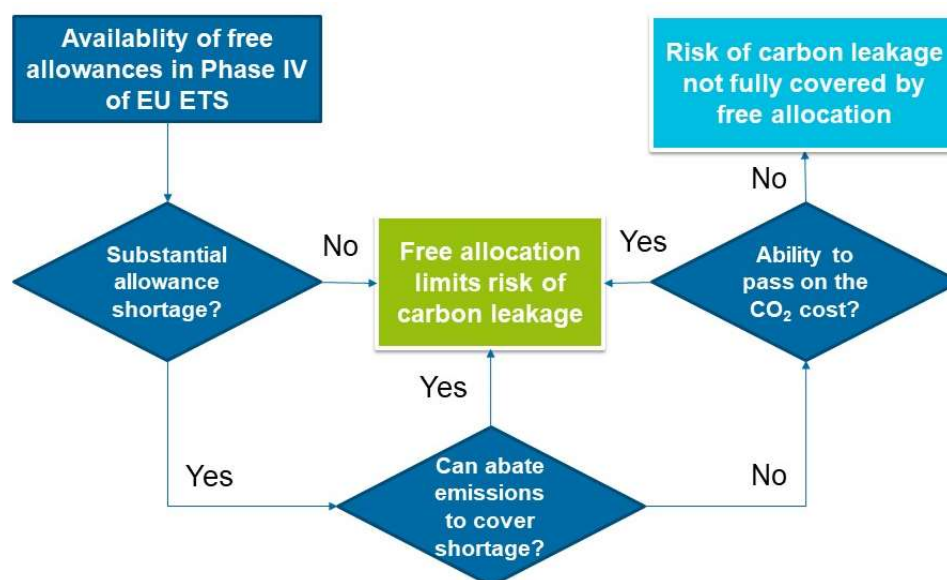 Availablity of free
allowances in Phase IV
of EU ETS
Risk of carbon leakage
not fully covered by
free allocation
No
Substantial
allowance
shortage?
No
Free allocation
limits risk of
carbon leakage
Yes
Ability to
pass on the
CO₂ cost?
Yes
Yes
Can abate
emissions
to cover
shortage?
No